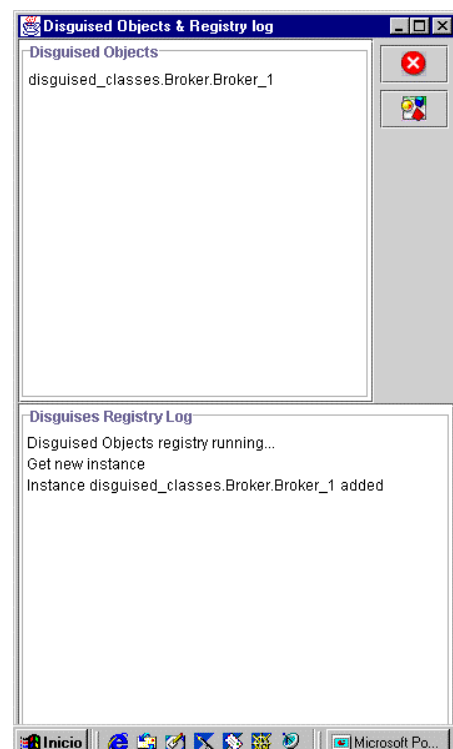 Disguised Objects & Registry log
Disguised Objects
disguised_classes.Broker.Broker_1
Disguises Registry Log
Disguised Objects registry running...
Get new instance
Instance disguised_classes.Broker.Broker_1 added
Inicio
Microsoft Po...